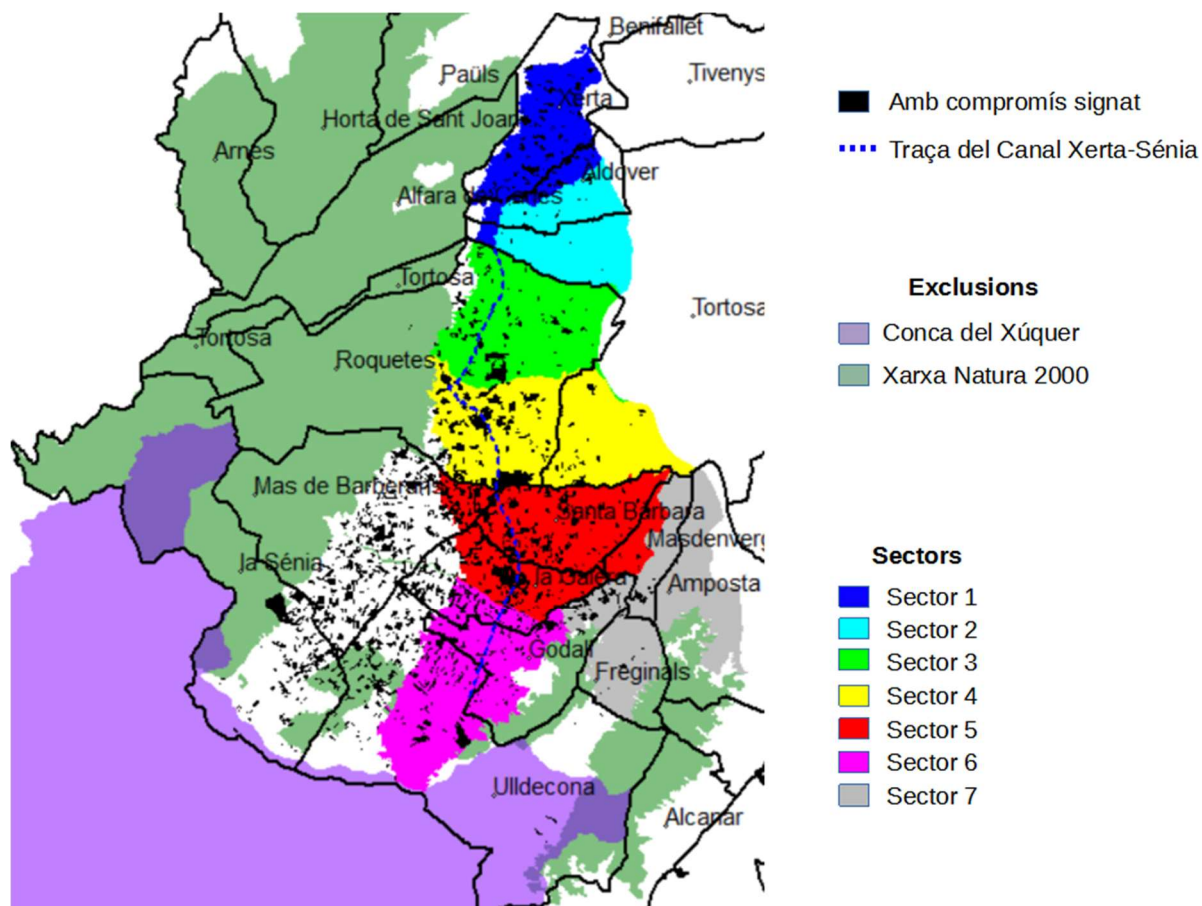 Benifallet
Paüls
Tivenys
Xerta
Horta de Sant Joan
Arnes
Aldover
Alfara de
Tortosa
Tortosa
Tortosa
Roquetes
Mas de Barberans
Santa Bàrbara
Masdenverg
la Sénia
la Galera
Amposta
Godall
Freginals
Ulldecona
Alcanar
Amb compromís signat
Traça del Canal Xerta-Sénia
Exclusions
Conca del Xúquer
Xarxa Natura 2000
Sectors
Sector 1
Sector 2
Sector 3
Sector 4
Sector 5
Sector 6
Sector 7